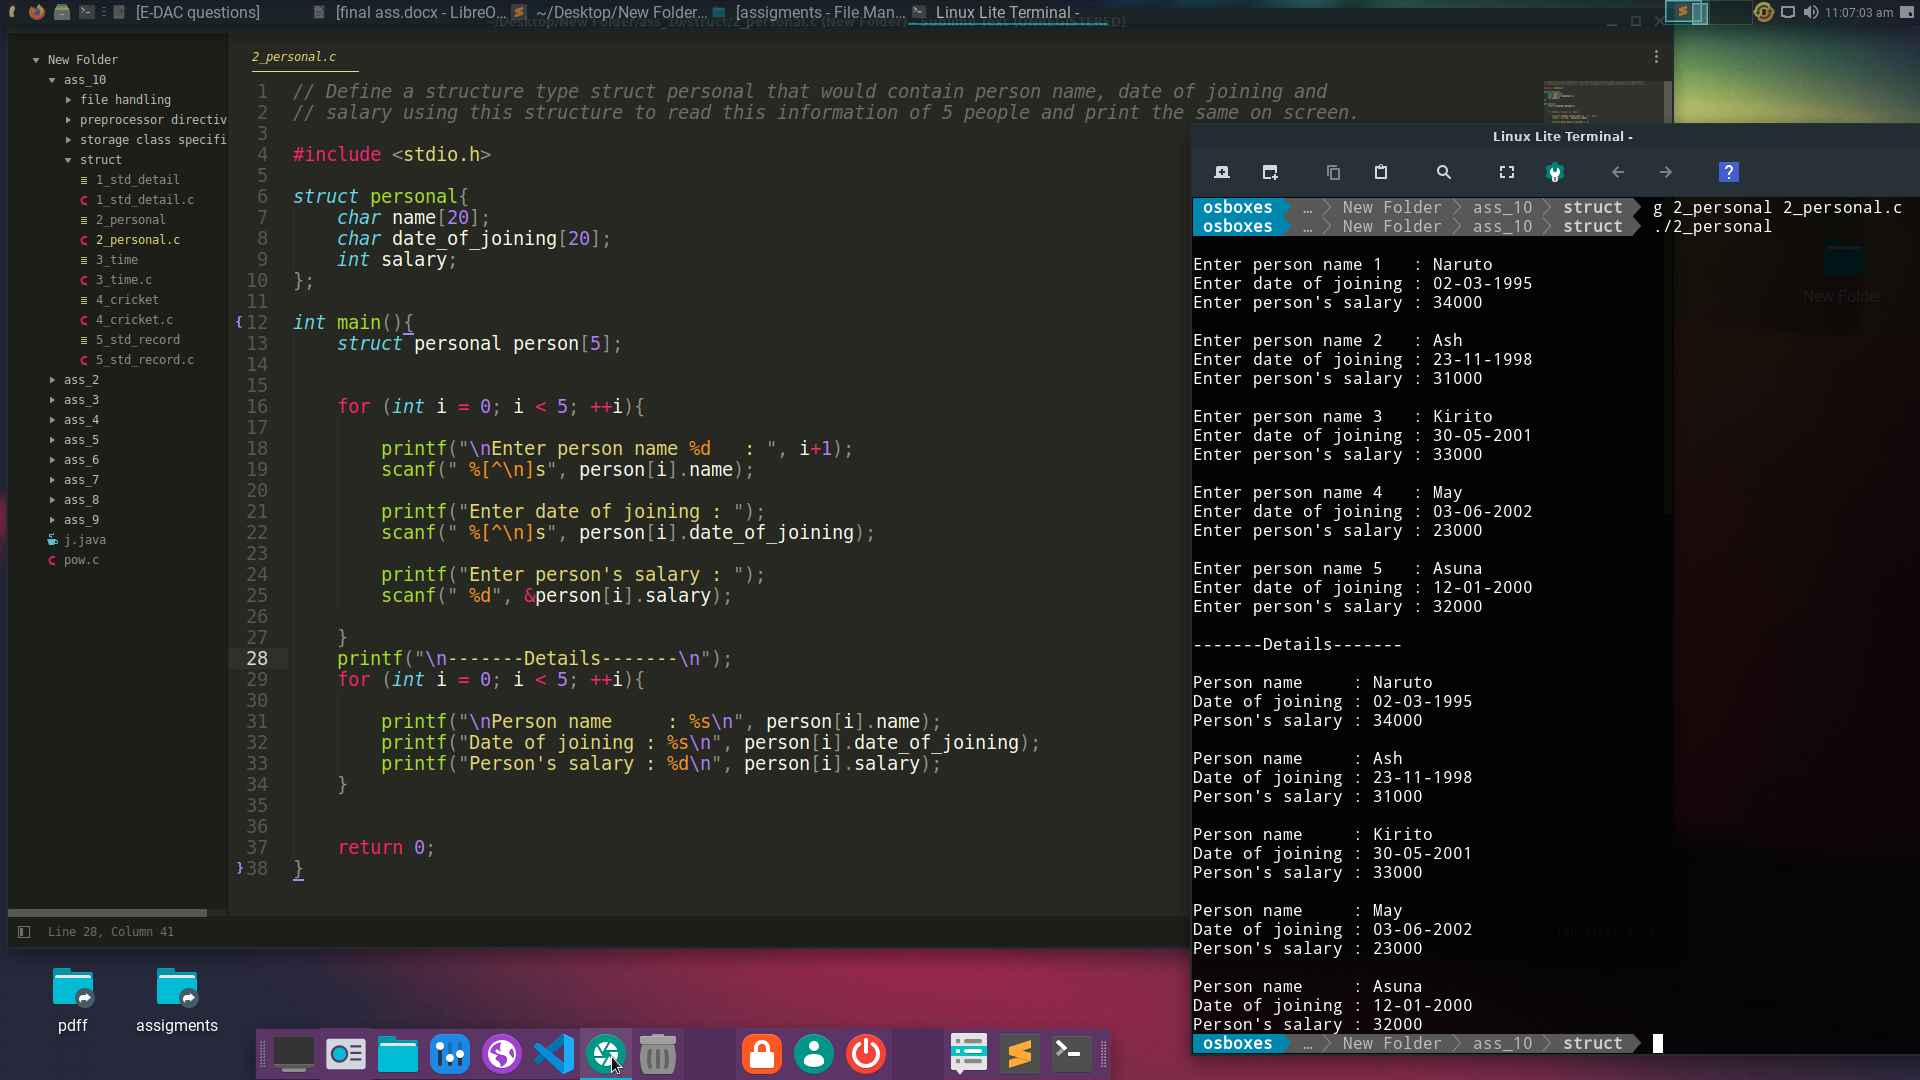 [E-DAC questions]
[final ass.docx - LibreO...
~/Desktop/New Folder...
[assigments - File Man...
Linux Lite Terminal -
11:07:03 am
New Folder
ass_10
file handling
preprocessor directiv
storage class specifi
struct
1_std_detail
1_std_detail.c
2_personal
2_personal.c
3_time
3_time.c
4_cricket
4_cricket.c
5_std_record
5_std_record.c
ass_2
ass_3
ass_4
ass_5
ass_6
ass_7
ass_8
ass_9
j.java
pow.c
2_personal.c
1 // Define a structure type struct personal that would contain person name, date of joining and
2 // salary using this structure to read this information of 5 people and print the same on screen.
3
4 #include <stdio.h>
5
6 struct personal{
7     char name[20];
8     char date_of_joining[20];
9     int salary;
10 };
11
12 int main(){
13     struct personal person[5];
14
15
16     for (int i = 0; i < 5; ++i){
17
18         printf("\nEnter person name %d   : ", i+1);
19         scanf(" %[^\n]s", person[i].name);
20
21         printf("Enter date of joining : ");
22         scanf(" %[^\n]s", person[i].date_of_joining);
23
24         printf("Enter person's salary : ");
25         scanf(" %d", &person[i].salary);
26
27     }
28     printf("\n-------Details-------\n");
29     for (int i = 0; i < 5; ++i){
30
31         printf("\nPerson name     : %s\n", person[i].name);
32         printf("Date of joining : %s\n", person[i].date_of_joining);
33         printf("Person's salary : %d\n", person[i].salary);
34     }
35
36
37     return 0;
38 }
Line 28, Column 41
Tab Size: 4
C
Linux Lite Terminal -
osboxes … New Folder ass_10 struct g 2_personal 2_personal.c
osboxes … New Folder ass_10 struct ./2_personal
Enter person name 1   : Naruto
Enter date of joining : 02-03-1995
Enter person's salary : 34000
Enter person name 2   : Ash
Enter date of joining : 23-11-1998
Enter person's salary : 31000
Enter person name 3   : Kirito
Enter date of joining : 30-05-2001
Enter person's salary : 33000
Enter person name 4   : May
Enter date of joining : 03-06-2002
Enter person's salary : 23000
Enter person name 5   : Asuna
Enter date of joining : 12-01-2000
Enter person's salary : 32000
-------Details-------
Person name     : Naruto
Date of joining : 02-03-1995
Person's salary : 34000
Person name     : Ash
Date of joining : 23-11-1998
Person's salary : 31000
Person name     : Kirito
Date of joining : 30-05-2001
Person's salary : 33000
Person name     : May
Date of joining : 03-06-2002
Person's salary : 23000
Person name     : Asuna
Date of joining : 12-01-2000
Person's salary : 32000
osboxes … New Folder ass_10 struct
New Folder
pdff
assigments